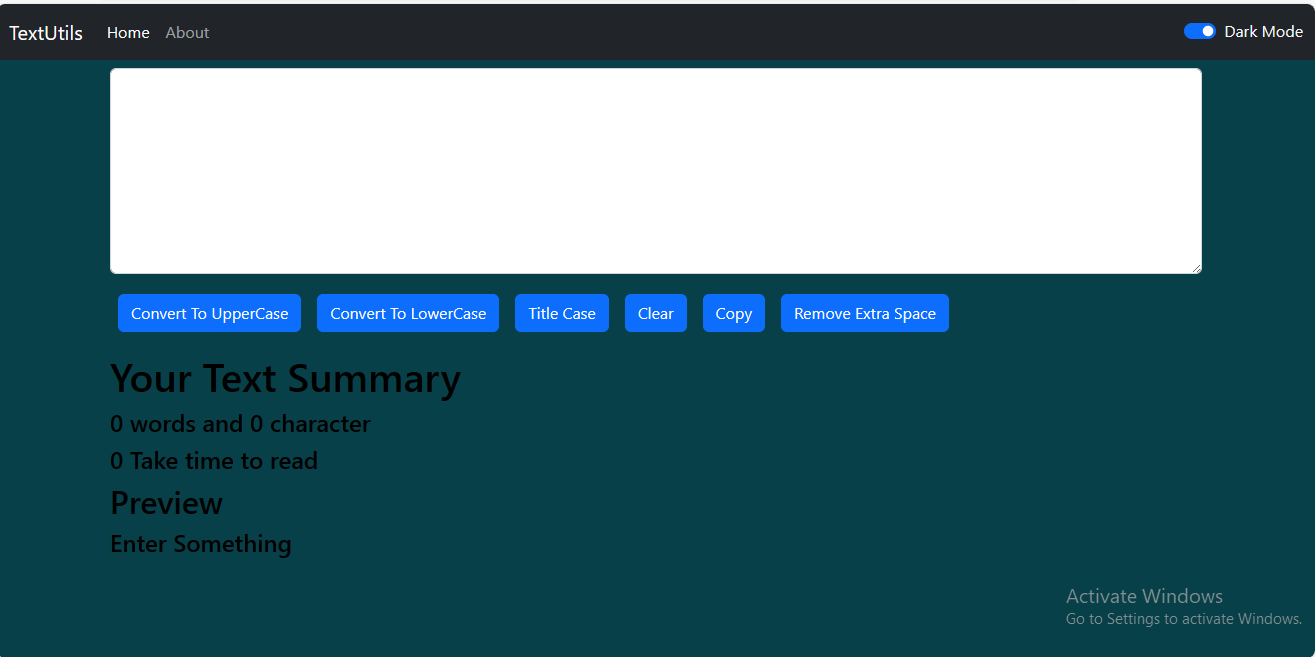 TextUtils Home About Dark Mode
Convert To UpperCase Convert To LowerCase Title Case Clear Copy Remove Extra Space
Your Text Summary
0 words and 0 character
0 Take time to read
Preview
Enter Something
Activate Windows
Go to Settings to activate Windows.